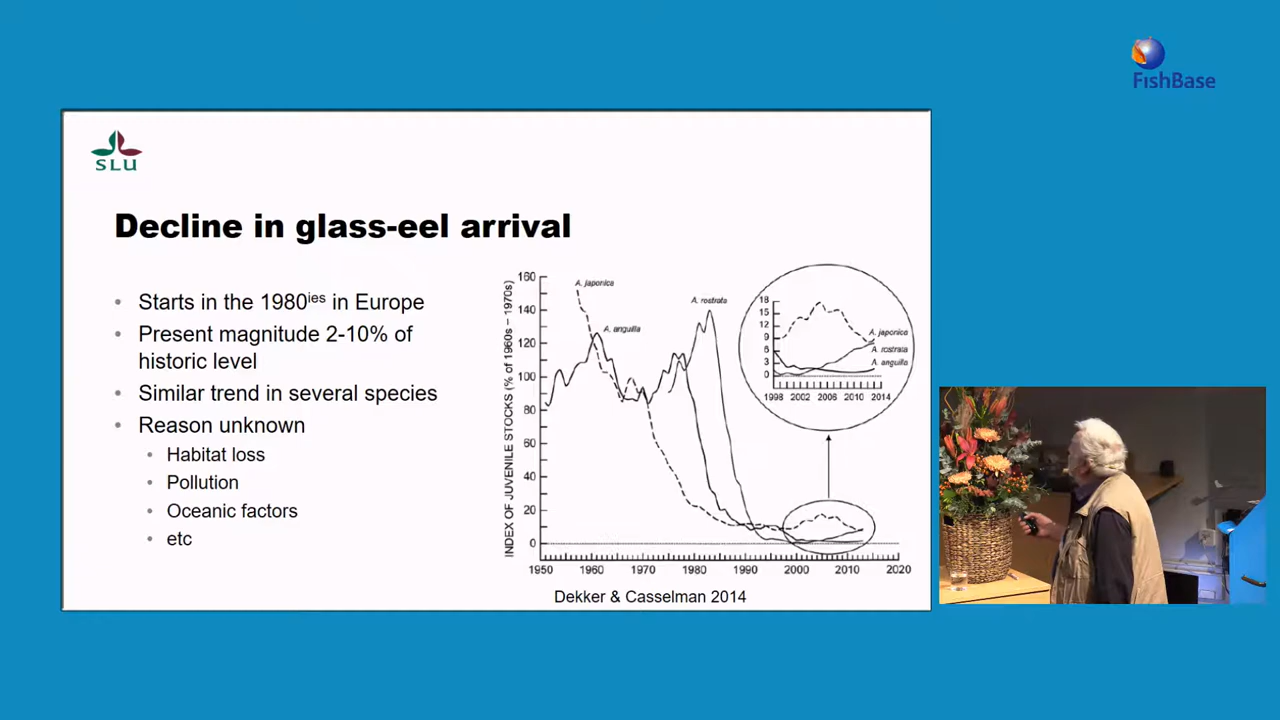 FishBase
SLU
Decline in glass-eel arrival
• Starts in the 1980ies in Europe
• Present magnitude 2-10% of
historic level
• Similar trend in several species
• Reason unknown
• Habitat loss
• Pollution
• Oceanic factors
• etc
INDEX OF JUVENILE STOCKS (% of 1960s – 1970s)
160
140
120
100
80
60
40
20
0
1950 1960 1970 1980 1990 2000 2010 2020
A. japonica
A. anguilla
A. rostrata
18
15
12
9
6
3
0
1998 2002 2006 2010 2014
A. japonica
A. rostrata
A. anguilla
Dekker & Casselman 2014